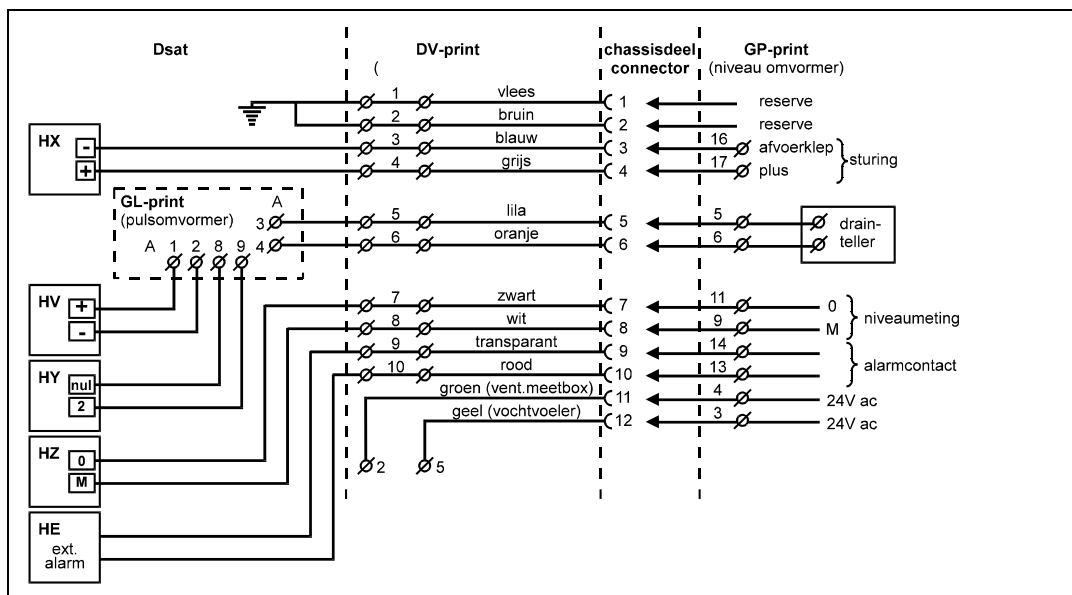 Dsat DV-print chassisdeel connector GP-print
( (niveau omvormer)
1 vlees 1 reserve
2 bruin 2 reserve
HX - 3 blauw 3 16 afvoerklep
+ 4 grijs 4 17 plus sturing
GL-print A
(pulsomvormer) 3 5 lila 5 5 drain-
A 1 2 8 9 4 6 oranje 6 6 teller
HV + 7 zwart 7 11 0
- 8 wit 8 9 M niveaumeting
9 transparant 9 14
HY nul 10 rood 10 13 alarmcontact
2 groen (vent.meetbox) 11 4 24V ac
geel (vochtvoeler) 12 3 24V ac
HZ 0 2 5
M
HE
ext.
alarm